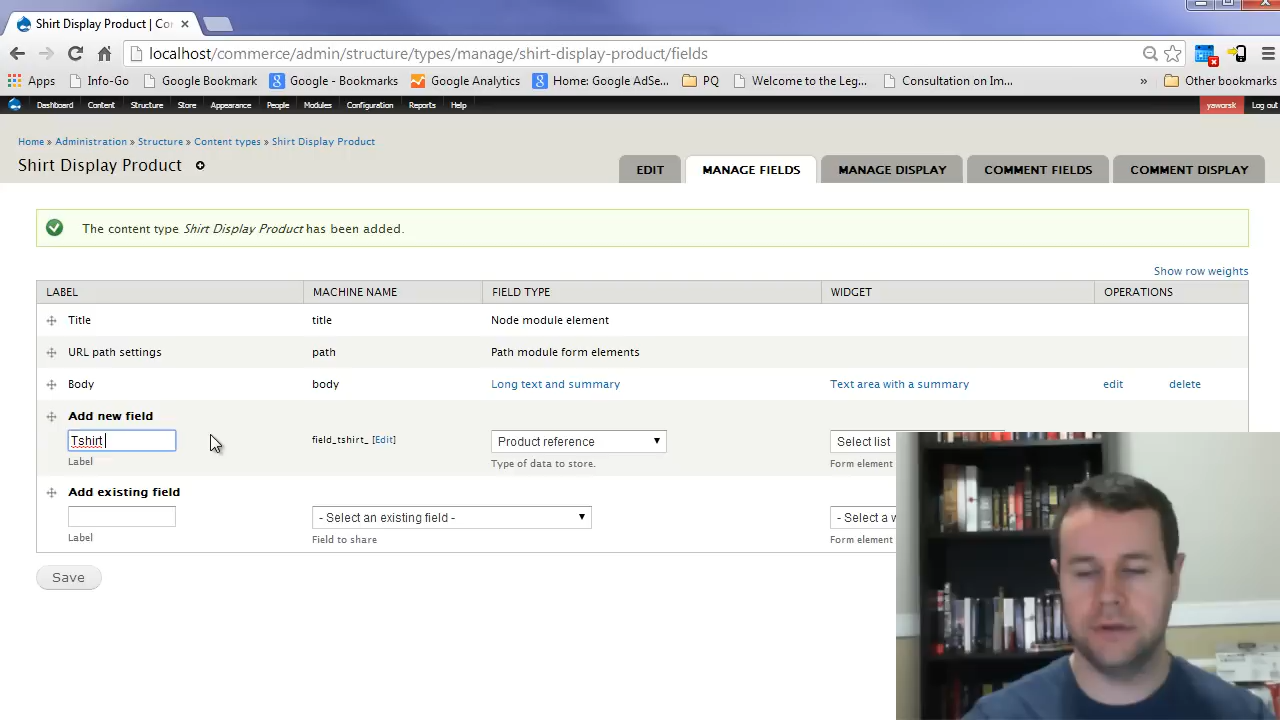 Shirt Display Product | Co
localhost/commerce/admin/structure/types/manage/shirt-display-product/fields
Apps Info-Go Google Bookmark Google - Bookmarks Google Analytic Home: Google AdSe... PQ Welcome to the Leg... Consultation on Im... » Other bookmarks
Dashboard Content Structure Store Appearance People Modules Configuration Reports Help yaworsk Log out
Home » Administration » Structure » Content types » Shirt Display Product
Shirt Display Product
EDIT MANAGE FIELDS MANAGE DISPLAY COMMENT FIELDS COMMENT DISPLAY
The content type Shirt Display Product has been added.
Show row weights
LABEL MACHINE NAME FIELD TYPE WIDGET OPERATIONS
Title title Node module element
URL path settings path Path module form elements
Body body Long text and summary Text area with a summary edit delete
Add new field
Tshirt field_tshirt_ [Edit] Product reference Select list
Label Type of data to store. Form element
Add existing field
- Select an existing field - - Select a w
Label Field to share Form element
Save